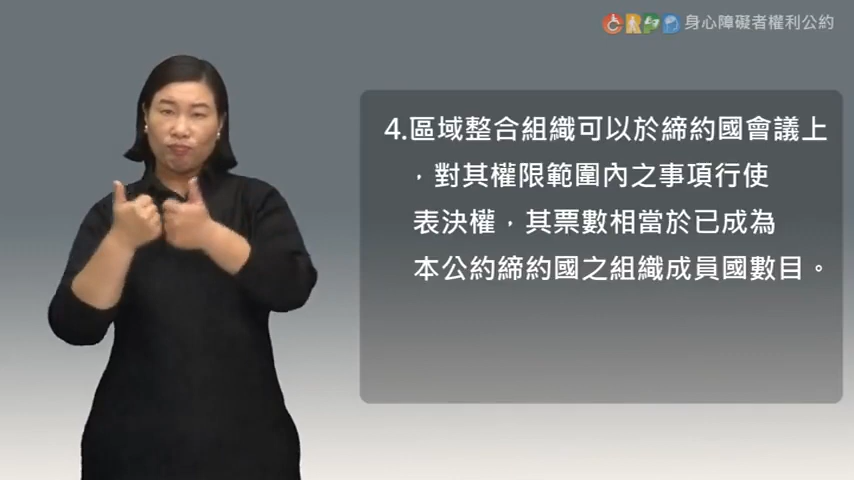 CRPD 身心障礙者權利公約
4.區域整合組織可以於締約國會議上
，對其權限範圍內之事項行使
表決權，其票數相當於已成為
本公約締約國之組織成員國數目。